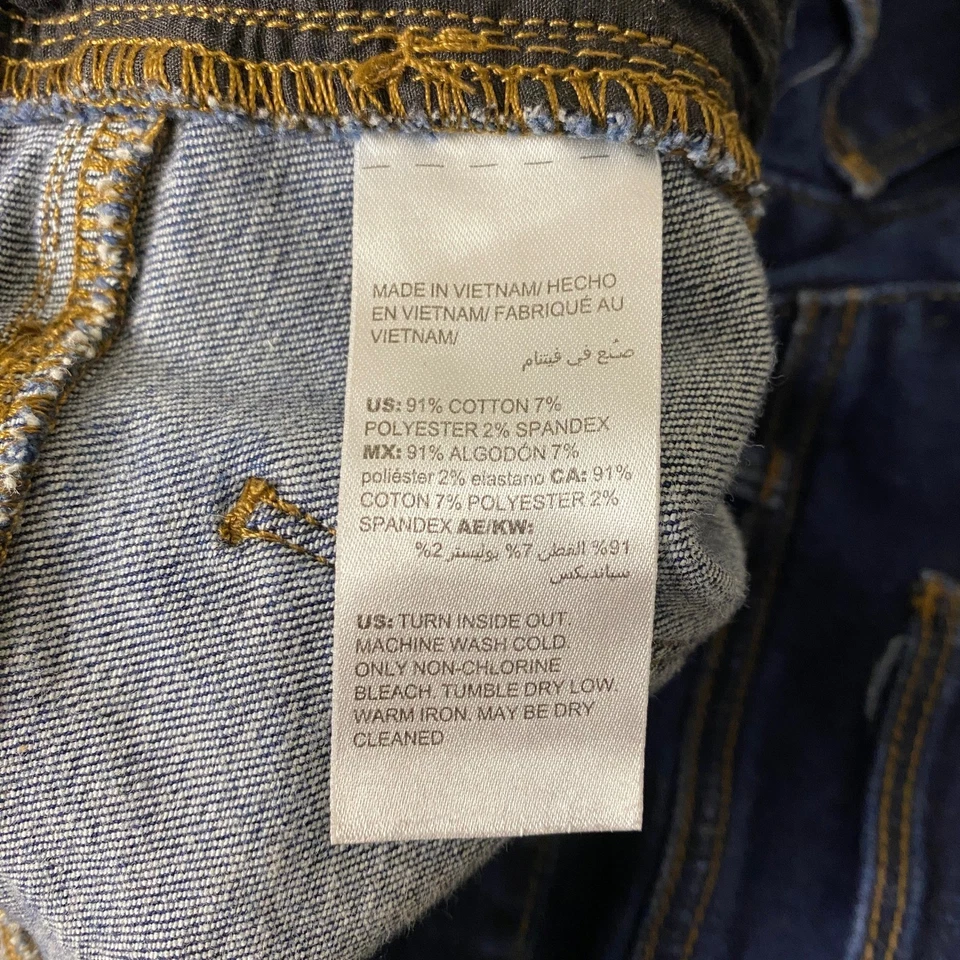 MADE IN VIETNAM/ HECHO
EN VIETNAM/ FABRIQUÉ AU
VIETNAM/
صنع في فيتنام
US: 91% COTTON 7%
POLYESTER 2% SPANDEX
MX: 91% ALGODÓN 7%
poliéster 2% elastano CA: 91%
COTON 7% POLYESTER 2%
SPANDEX AE/KW:
91% القطن 7% بوليستر 2%
سباندیکس
US: TURN INSIDE OUT.
MACHINE WASH COLD.
ONLY NON-CHLORINE
BLEACH. TUMBLE DRY LOW.
WARM IRON. MAY BE DRY
CLEANED